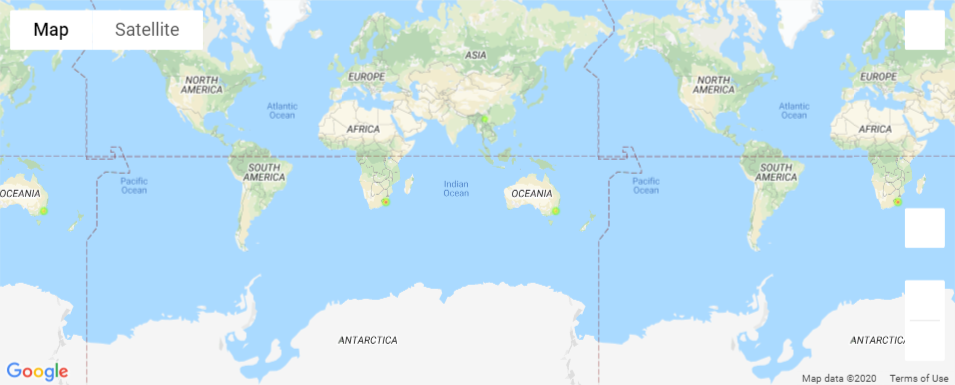 Map Satellite
ASIA
NORTH
AMERICA
EUROPE
NORTH
AMERICA
EUROPE
Atlantic
Ocean
Atlantic
Ocean
AFRICA
AFRICA
SOUTH
AMERICA
SOUTH
AMERICA
OCEANIA
Pacific
Ocean
Indian
Ocean
OCEANIA
Pacific
Ocean
ANTARCTICA
ANTARCTIC
Google
Map data ©2020 Terms of Use